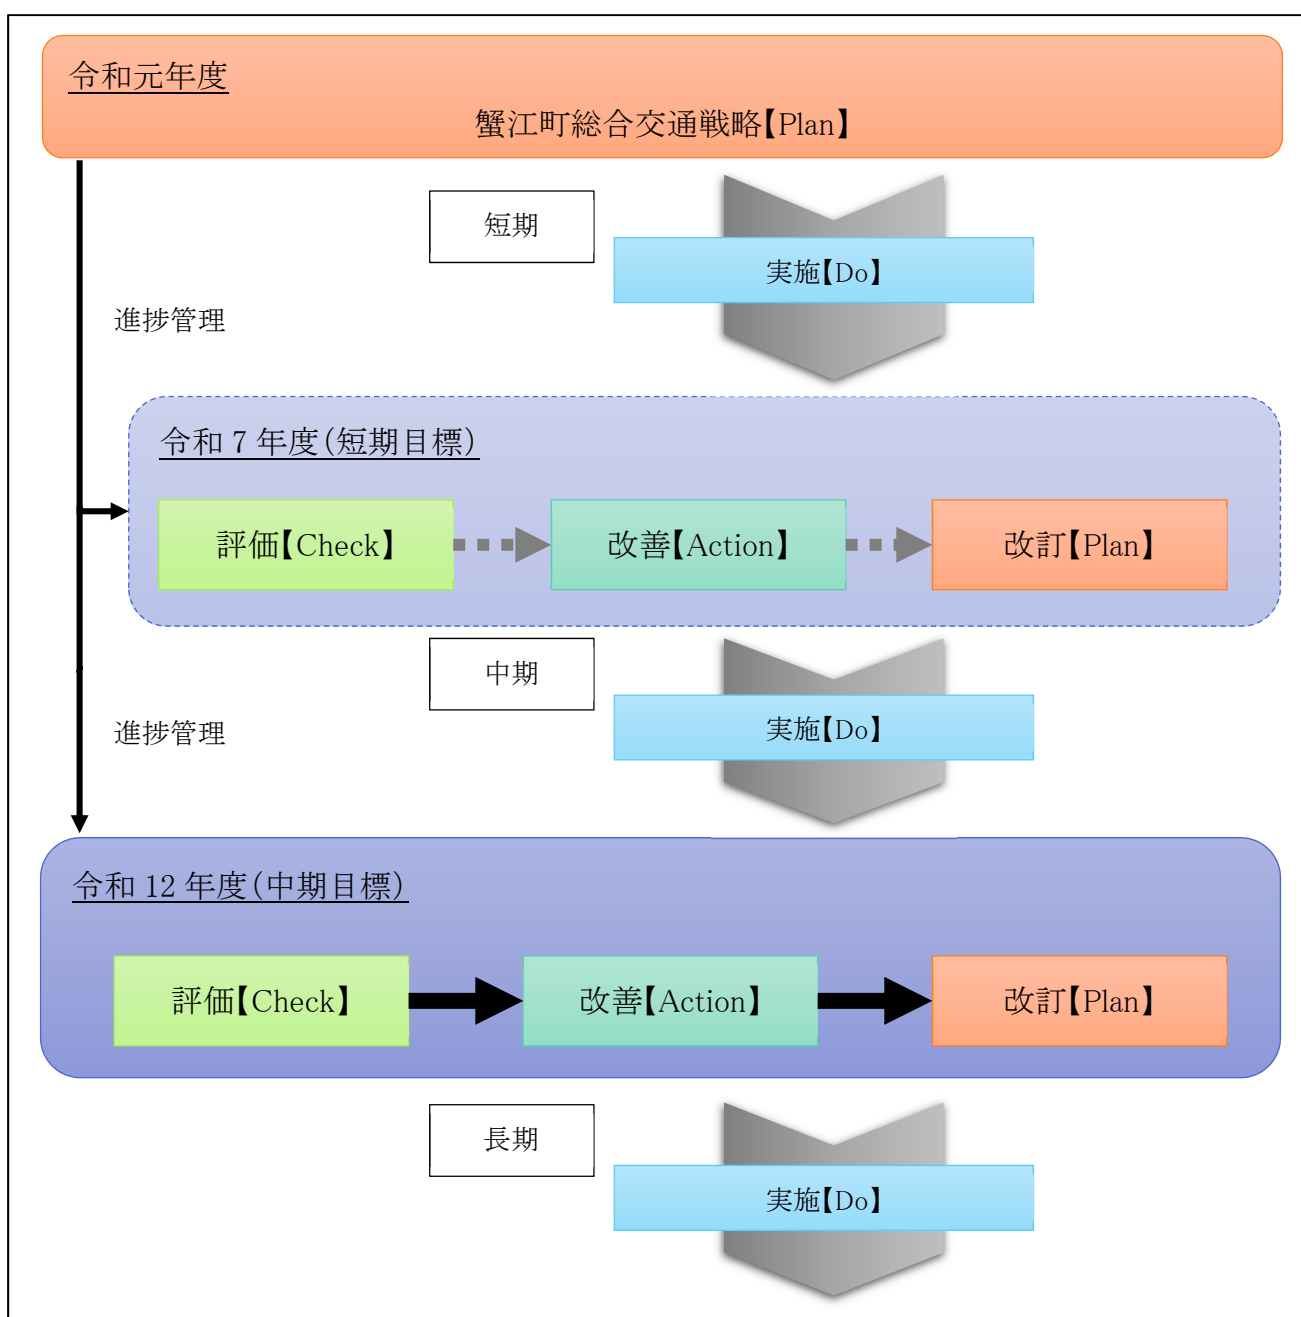 令和元年度
蟹江町総合交通戦略【Plan】
短期
実施【Do】
進捗管理
令和 7 年度(短期目標)
評価【Check】
改善【Action】
改訂【Plan】
中期
実施【Do】
進捗管理
令和 12 年度(中期目標)
評価【Check】
改善【Action】
改訂【Plan】
長期
実施【Do】